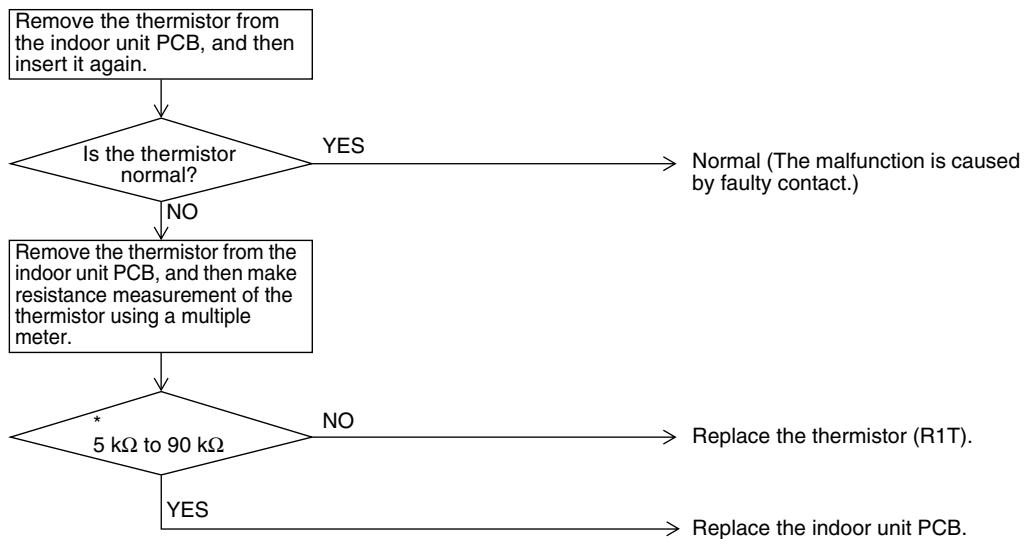 Remove the thermistor from
the indoor unit PCB, and then
insert it again.
Is the thermistor
normal?
YES
Normal (The malfunction is caused
by faulty contact.)
NO
Remove the thermistor from the
indoor unit PCB, and then make
resistance measurement of the
thermistor using a multiple
meter.
*
5 kΩ to 90 kΩ
NO
Replace the thermistor (R1T).
YES
Replace the indoor unit PCB.